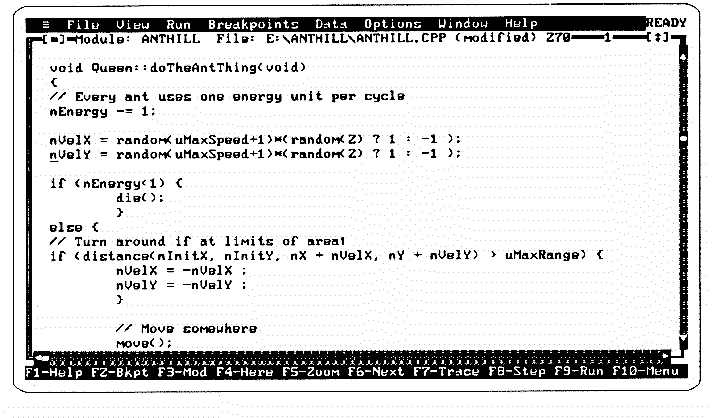 ≡ File View Run Breakpoints Data Options Window Help READY
[■]=Module: ANTHILL File: E:\ANTHILL\ANTHILL.CPP (modified) 270 1 [↕]
void Queen::doTheAntThing(void)
{
// Every ant uses one energy unit per cycle
nEnergy -= 1;
nVelX = random(uMaxSpeed+1)*(random(2) ? 1 : -1 );
nVelY = random(uMaxSpeed+1)*(random(2) ? 1 : -1 );
if (nEnergy<1) {
die();
}
else {
// Turn around if at limits of area!
if (distance(nInitX, nInitY, nX + nVelX, nY + nVelY) > uMaxRange) {
nVelX = -nVelX ;
nVelY = -nVelY ;
}
// Move somewhere
move();
F1-Help F2-Bkpt F3-Mod F4-Here F5-Zoom F6-Next F7-Trace F8-Step F9-Run F10-Menu